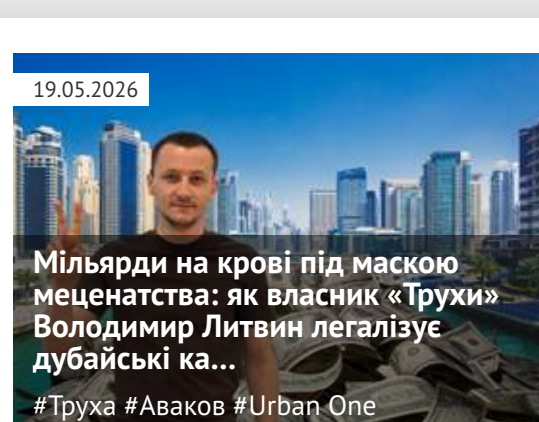 19.05.2026
Мільярди на крові під маскою
меценатства: як власник «Трухи»
Володимир Литвин легалізує
дубайські ка...
#Труха #Аваков #Urban One